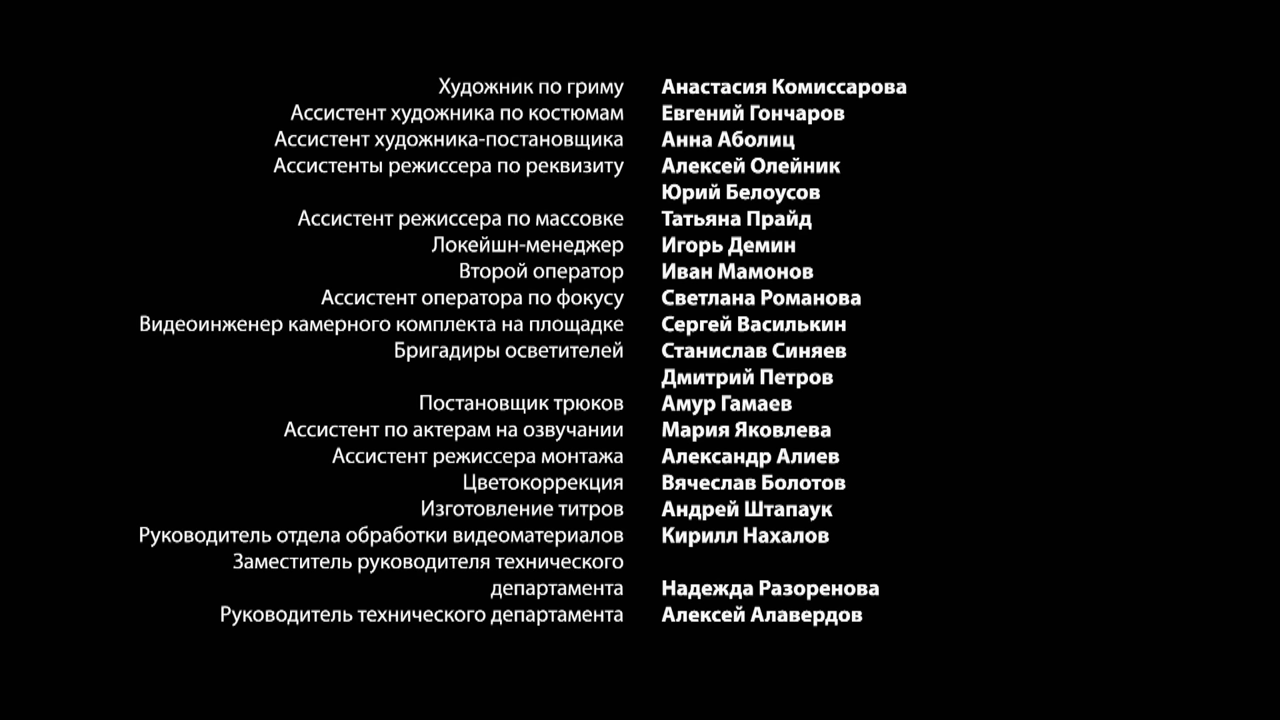 Художник по гриму Анастасия Комиссарова
Ассистент художника по костюмам Евгений Гончаров
Ассистент художника-постановщика Анна Аболиц
Ассистенты режиссера по реквизиту Алексей Олейник
Юрий Белоусов
Ассистент режиссера по массовке Татьяна Прайд
Локейшн-менеджер Игорь Демин
Второй оператор Иван Мамонов
Ассистент оператора по фокусу Светлана Романова
Видеоинженер камерного комплекта на площадке Сергей Василькин
Бригадиры осветителей Станислав Синяев
Дмитрий Петров
Постановщик трюков Амур Гамаев
Ассистент по актерам на озвучании Мария Яковлева
Ассистент режиссера монтажа Александр Алиев
Цветокоррекция Вячеслав Болотов
Изготовление титров Андрей Штапаук
Руководитель отдела обработки видеоматериалов Кирилл Нахалов
Заместитель руководителя технического
департамента Надежда Разоренова
Руководитель технического департамента Алексей Алавердов